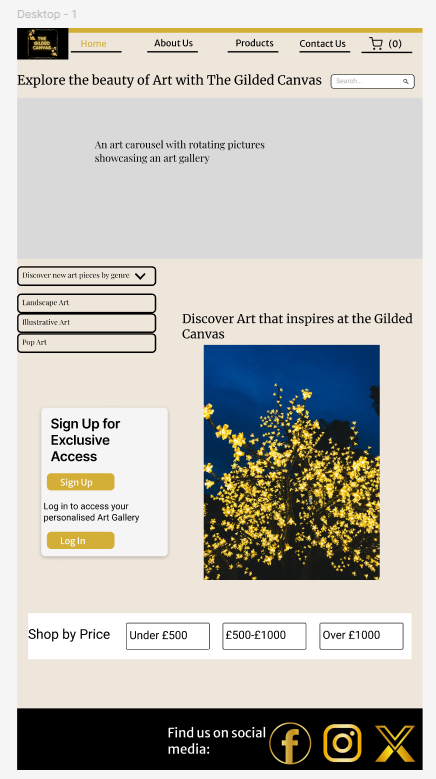 Desktop - 1
THE
GILDED
CANVAS
Home
About Us
Products
Contact Us
(0)
Explore the beauty of Art with The Gilded Canvas
Search...
An art carousel with rotating pictures
showcasing an art gallery
Discover new art pieces by genre
Landscape Art
Illustrative Art
Pop Art
Discover Art that inspires at the Gilded
Canvas
Sign Up for
Exclusive
Access
Sign Up
Log in to access your
personalised Art Gallery
Log In
Shop by Price
Under £500
£500-£1000
Over £1000
Find us on social
media: